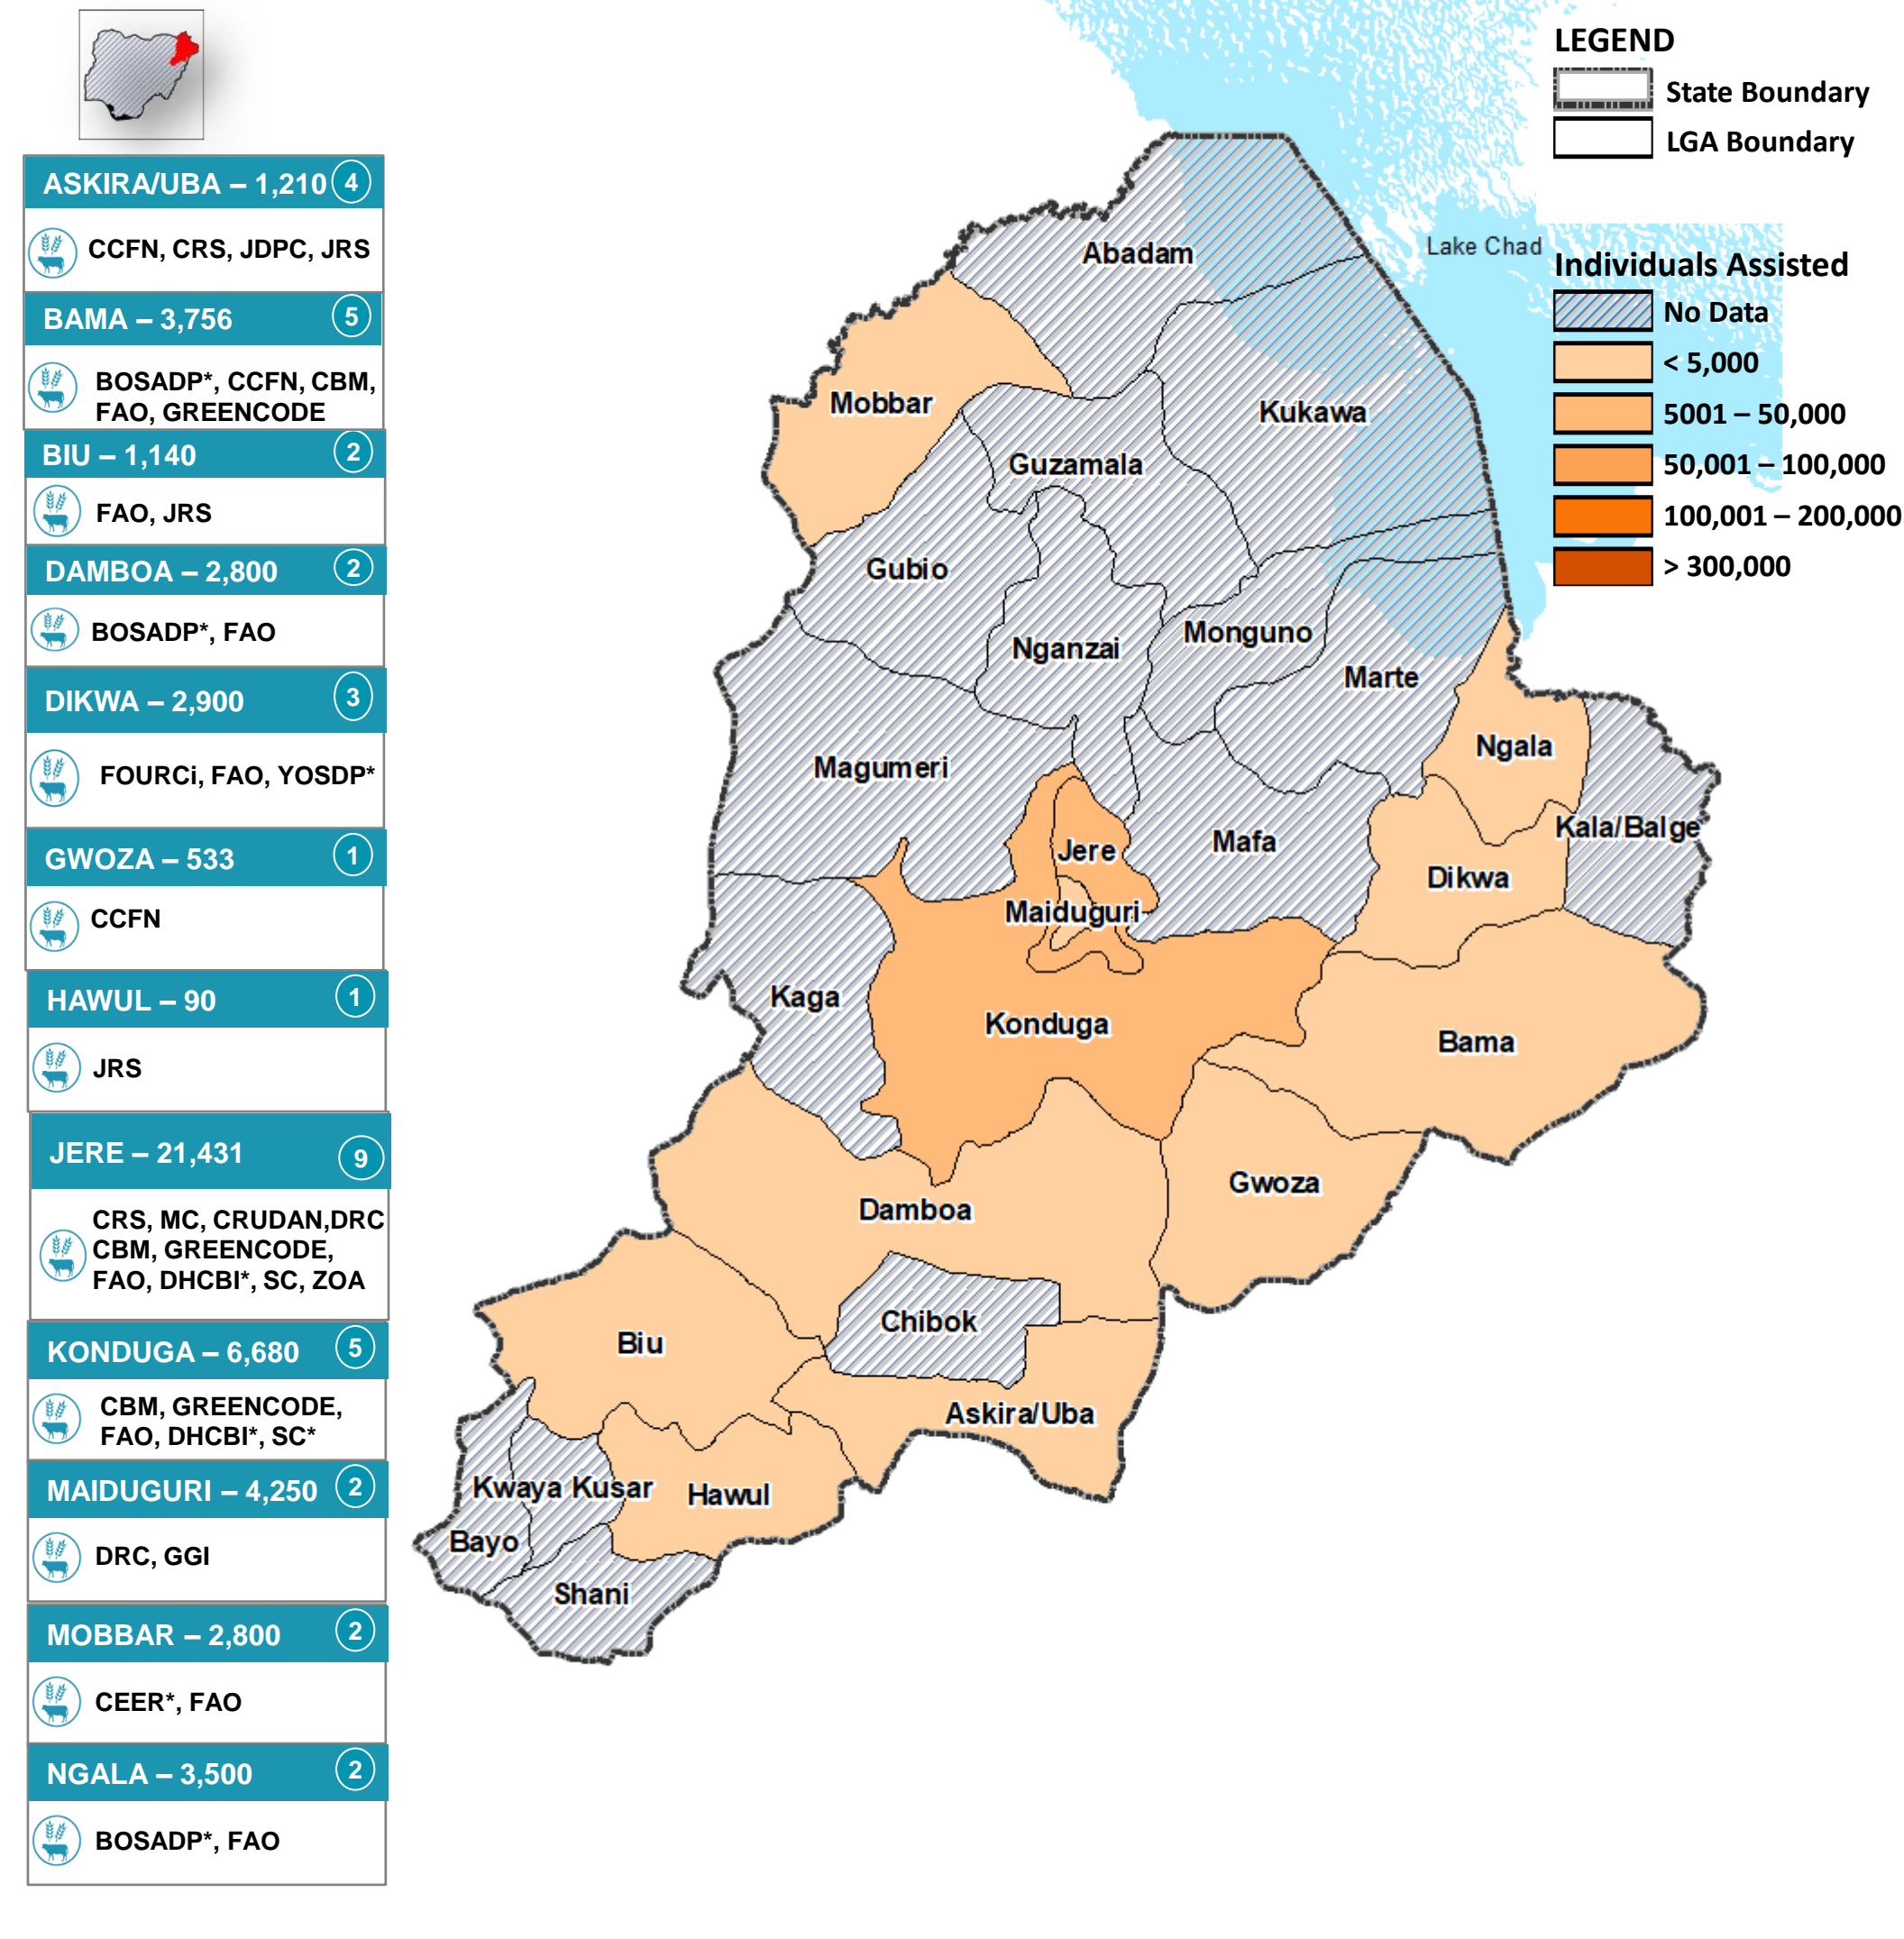 ASKIRA/UBA – 1,210 4
CCFN, CRS, JDPC, JRS
BAMA – 3,756 5
BOSADP*, CCFN, CBM,
FAO, GREENCODE
BIU – 1,140 2
FAO, JRS
DAMBOA – 2,800 2
BOSADP*, FAO
DIKWA – 2,900 3
FOURCi, FAO, YOSDP*
GWOZA – 533 1
CCFN
HAWUL – 90 1
JRS
JERE – 21,431 9
CRS, MC, CRUDAN,DRC
CBM, GREENCODE,
FAO, DHCBI*, SC, ZOA
KONDUGA – 6,680 5
CBM, GREENCODE,
FAO, DHCBI*, SC*
MAIDUGURI – 4,250 2
DRC, GGI
MOBBAR – 2,800 2
CEER*, FAO
NGALA – 3,500 2
BOSADP*, FAO
LEGEND
State Boundary
LGA Boundary
Individuals Assisted
No Data
< 5,000
5001 – 50,000
50,001 – 100,000
100,001 – 200,000
> 300,000
Lake Chad
Abadam
Mobbar
Kukawa
Guzamala
Gubio
Nganzai
Monguno
Marte
Ngala
Magumeri
Kala/Balge
Jere
Mafa
Dikwa
Maiduguri
Kaga
Konduga
Bama
Gwoza
Damboa
Chibok
Biu
Askira/Uba
Kwaya Kusar
Hawul
Bayo
Shani